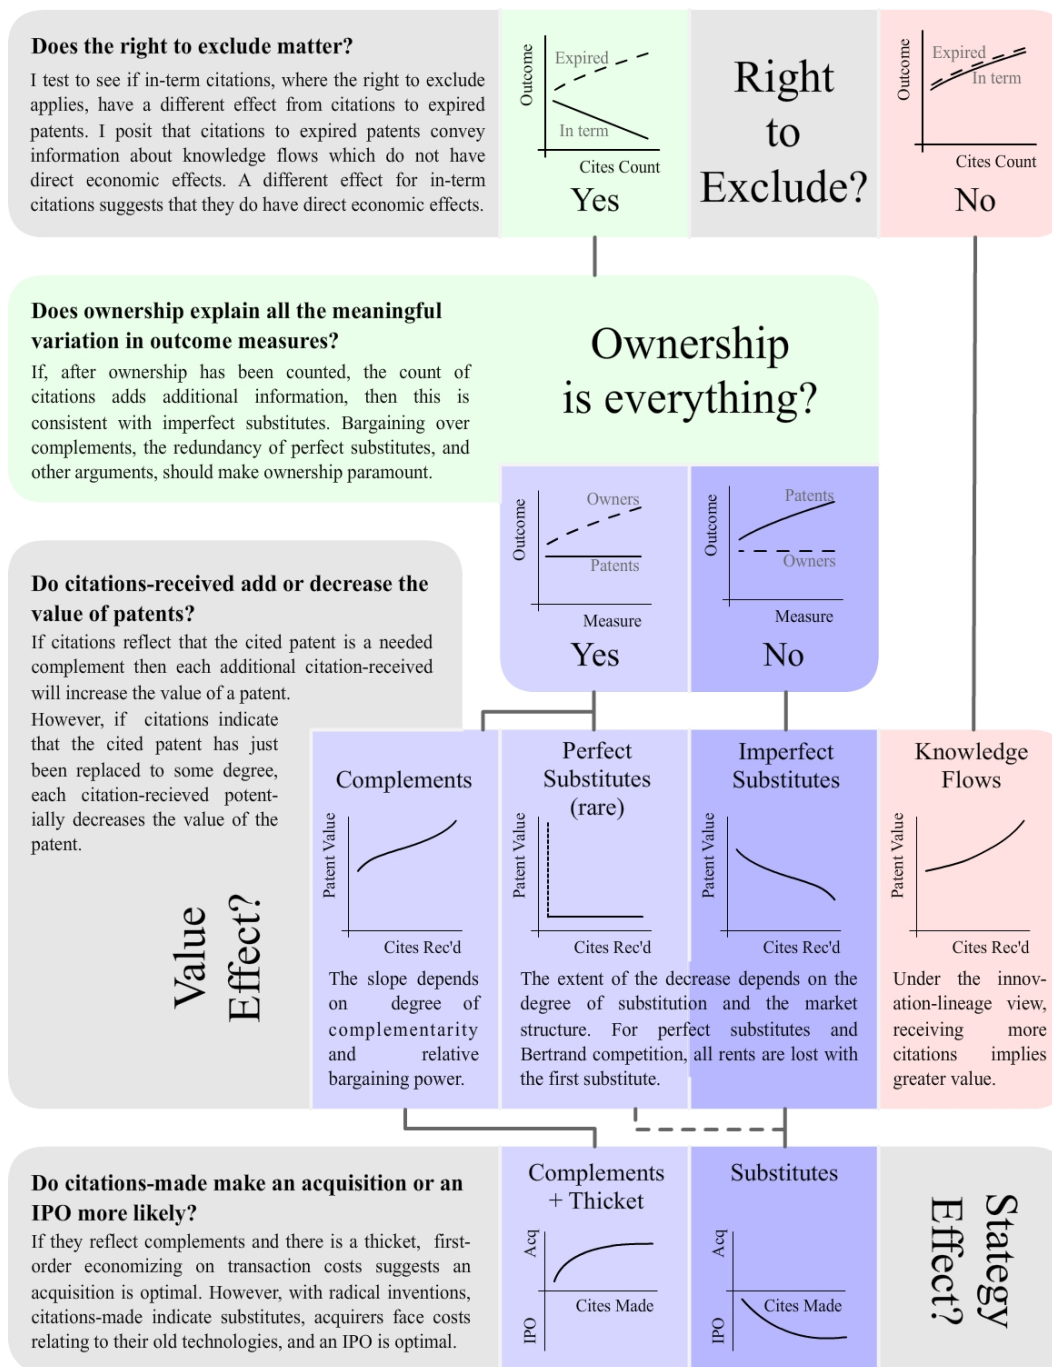 Does the right to exclude matter?
I test to see if in-term citations, where the right to exclude
applies, have a different effect from citations to expired
patents. I posit that citations to expired patents convey
information about knowledge flows which do not have
direct economic effects. A different effect for in-term
citations suggests that they do have direct economic effects.
Outcome
Expired
In term
Cites Count
Yes
Right
to
Exclude?
Outcome
Expired
In term
Cites Count
No
Does ownership explain all the meaningful
variation in outcome measures?
If, after ownership has been counted, the count of
citations adds additional information, then this is
consistent with imperfect substitutes. Bargaining over
complements, the redundancy of perfect substitutes, and
other arguments, should make ownership paramount.
Ownership
is everything?
Outcome
Owners
Patents
Measure
Yes
Outcome
Patents
Owners
Measure
No
Do citations-received add or decrease the
value of patents?
If citations reflect that the cited patent is a needed
complement then each additional citation-received
will increase the value of a patent.
However, if citations indicate
that the cited patent has just
been replaced to some degree,
each citation-recieved potent-
ially decreases the value of the
patent.
Value
Effect?
Complements
Patent Value
Cites Rec'd
The slope depends
on degree of
complementarity
and relative
bargaining power.
Perfect
Substitutes
(rare)
Patent Value
Cites Rec'd
Imperfect
Substitutes
Patent Value
Cites Rec'd
The extent of the decrease depends on the
degree of substitution and the market
structure. For perfect substitutes and
Bertrand competition, all rents are lost with
the first substitute.
Knowledge
Flows
Patent Value
Cites Rec'd
Under the innov-
ation-lineage view,
receiving more
citations implies
greater value.
Do citations-made make an acquisition or an
IPO more likely?
If they reflect complements and there is a thicket, first-
order economizing on transaction costs suggests an
acquisition is optimal. However, with radical inventions,
citations-made indicate substitutes, acquirers face costs
relating to their old technologies, and an IPO is optimal.
Complements
+ Thicket
Acq
Cites Made
IPO
Substitutes
Acq
Cites Made
IPO
Stategy
Effect?